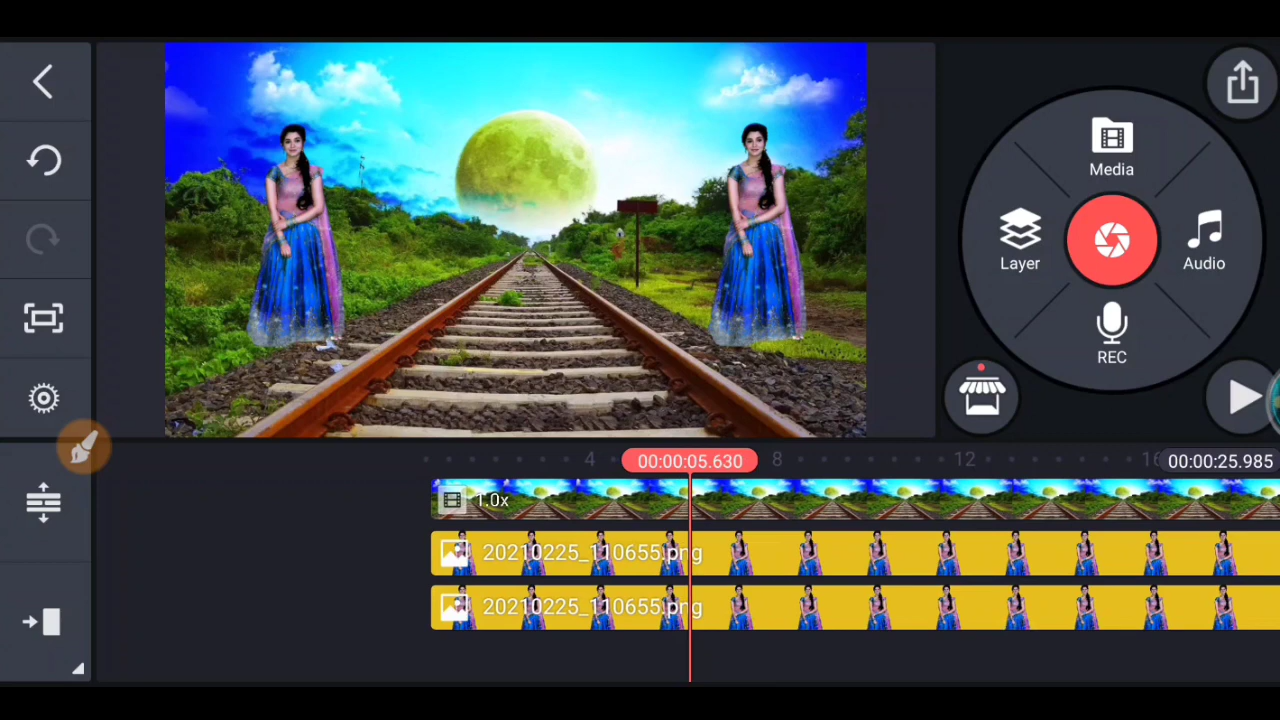 Media
Layer
Audio
REC
4
00:00:05.630
8
12
16
00:00:25.985
1.0x
20210225_110655.png
20210225_110655.png